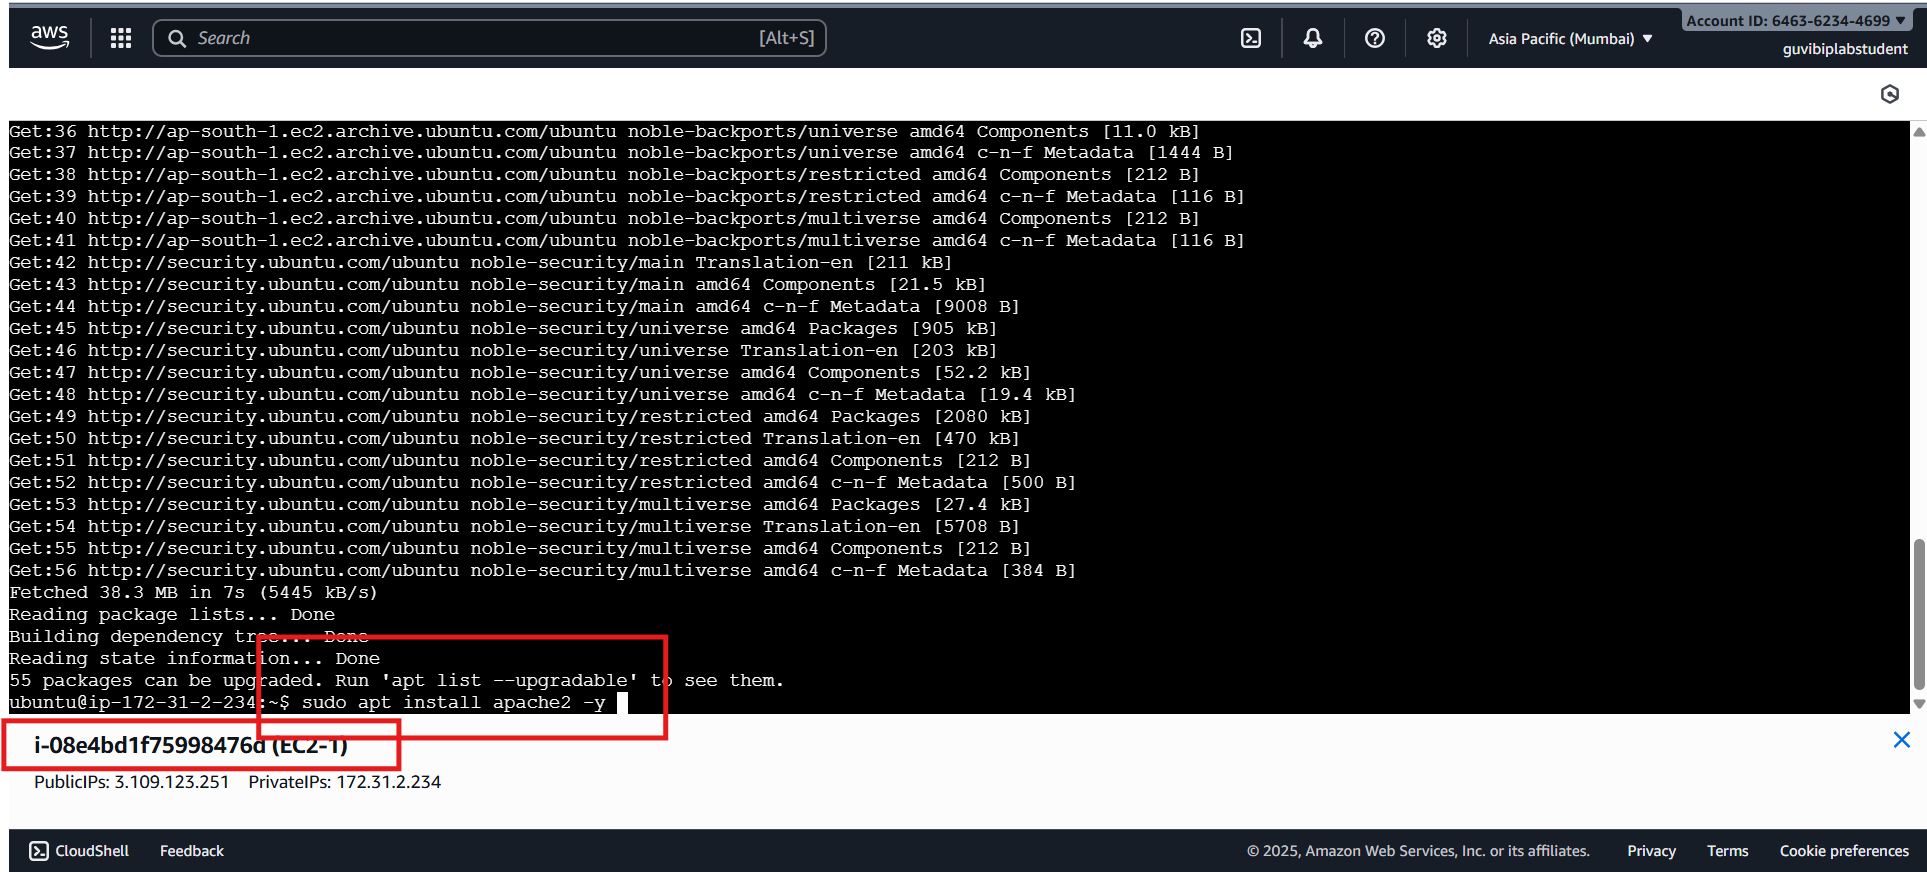 aws
Search [Alt+S]
Asia Pacific (Mumbai) ▼
Account ID: 6463-6234-4699 ▼
guvibiplabstudent
Get:36 http://ap-south-1.ec2.archive.ubuntu.com/ubuntu noble-backports/universe amd64 Components [11.0 kB]
Get:37 http://ap-south-1.ec2.archive.ubuntu.com/ubuntu noble-backports/universe amd64 c-n-f Metadata [1444 B]
Get:38 http://ap-south-1.ec2.archive.ubuntu.com/ubuntu noble-backports/restricted amd64 Components [212 B]
Get:39 http://ap-south-1.ec2.archive.ubuntu.com/ubuntu noble-backports/restricted amd64 c-n-f Metadata [116 B]
Get:40 http://ap-south-1.ec2.archive.ubuntu.com/ubuntu noble-backports/multiverse amd64 Components [212 B]
Get:41 http://ap-south-1.ec2.archive.ubuntu.com/ubuntu noble-backports/multiverse amd64 c-n-f Metadata [116 B]
Get:42 http://security.ubuntu.com/ubuntu noble-security/main Translation-en [211 kB]
Get:43 http://security.ubuntu.com/ubuntu noble-security/main amd64 Components [21.5 kB]
Get:44 http://security.ubuntu.com/ubuntu noble-security/main amd64 c-n-f Metadata [9008 B]
Get:45 http://security.ubuntu.com/ubuntu noble-security/universe amd64 Packages [905 kB]
Get:46 http://security.ubuntu.com/ubuntu noble-security/universe Translation-en [203 kB]
Get:47 http://security.ubuntu.com/ubuntu noble-security/universe amd64 Components [52.2 kB]
Get:48 http://security.ubuntu.com/ubuntu noble-security/universe amd64 c-n-f Metadata [19.4 kB]
Get:49 http://security.ubuntu.com/ubuntu noble-security/restricted amd64 Packages [2080 kB]
Get:50 http://security.ubuntu.com/ubuntu noble-security/restricted Translation-en [470 kB]
Get:51 http://security.ubuntu.com/ubuntu noble-security/restricted amd64 Components [212 B]
Get:52 http://security.ubuntu.com/ubuntu noble-security/restricted amd64 c-n-f Metadata [500 B]
Get:53 http://security.ubuntu.com/ubuntu noble-security/multiverse amd64 Packages [27.4 kB]
Get:54 http://security.ubuntu.com/ubuntu noble-security/multiverse Translation-en [5708 B]
Get:55 http://security.ubuntu.com/ubuntu noble-security/multiverse amd64 Components [212 B]
Get:56 http://security.ubuntu.com/ubuntu noble-security/multiverse amd64 c-n-f Metadata [384 B]
Fetched 38.3 MB in 7s (5445 kB/s)
Reading package lists... Done
Building dependency tree... Done
Reading state information... Done
55 packages can be upgraded. Run 'apt list --upgradable' to see them.
ubuntu@ip-172-31-2-234:~$ sudo apt install apache2 -y
i-08e4bd1f75998476d (EC2-1)
PublicIPs: 3.109.123.251 PrivateIPs: 172.31.2.234
CloudShell Feedback © 2025, Amazon Web Services, Inc. or its affiliates. Privacy Terms Cookie preferences